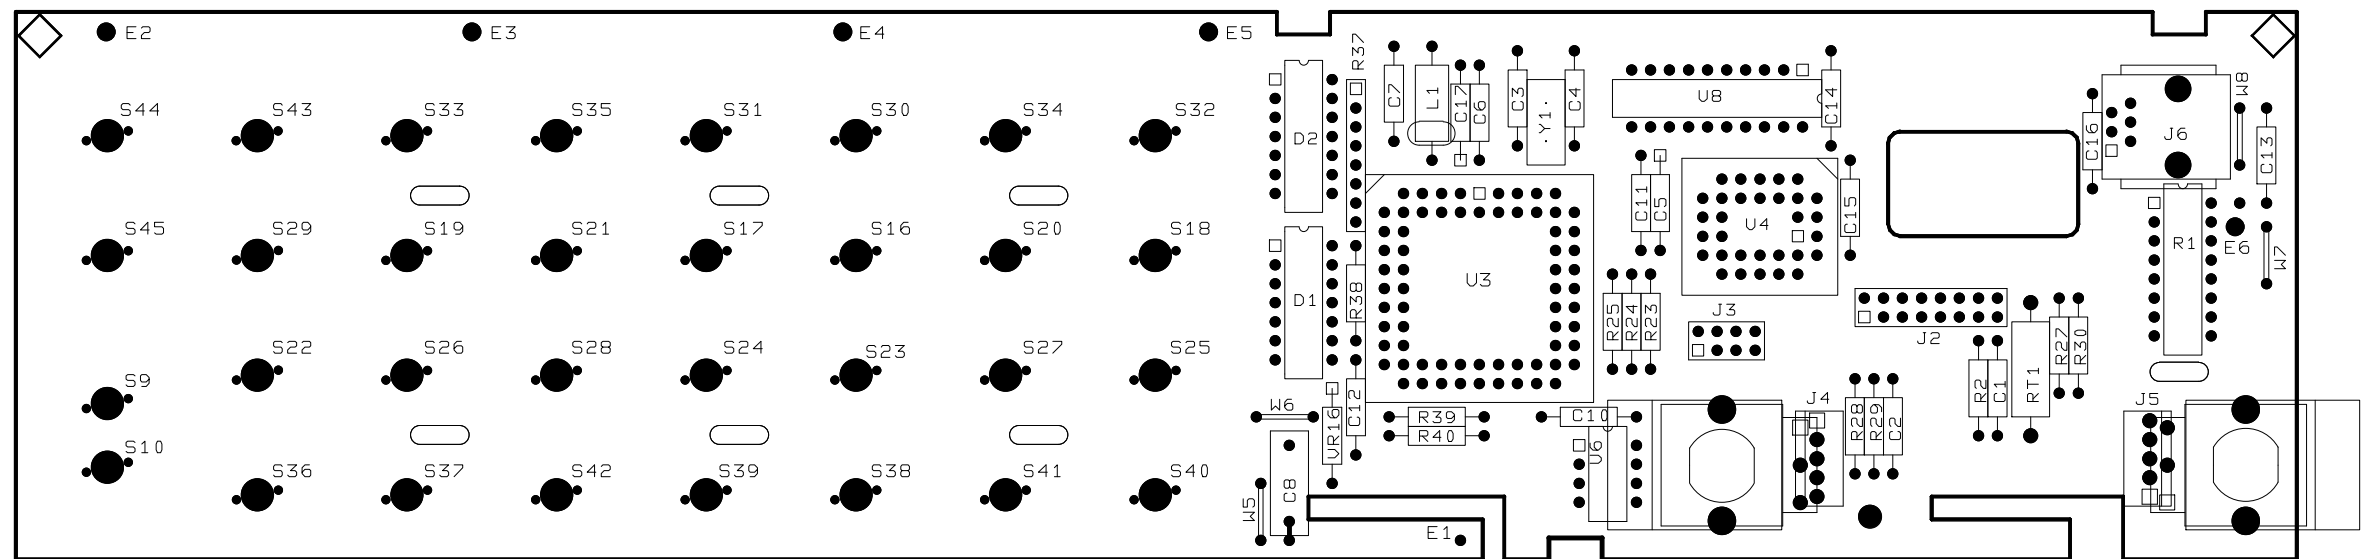 E2
E3
E4
E5
R37
S44
S43
S33
S35
S31
S30
S34
S32
D2
C7
L1
C17
C6
C3
Y1
C4
U8
C14
C16
J6
W8
C13
S45
S29
S19
S21
S17
S16
S20
S18
C11
C5
U4
C15
R1
E6
W7
D1
R38
U3
R25
R24
R23
J3
J2
R27
R30
S9
S22
S26
S28
S24
S23
S27
S25
W6
VR16
C12
R39
R40
C10
J4
R28
R29
C2
R2
C1
RT1
J5
S10
S36
S37
S42
S39
S38
S41
S40
W5
C8
E1
U6